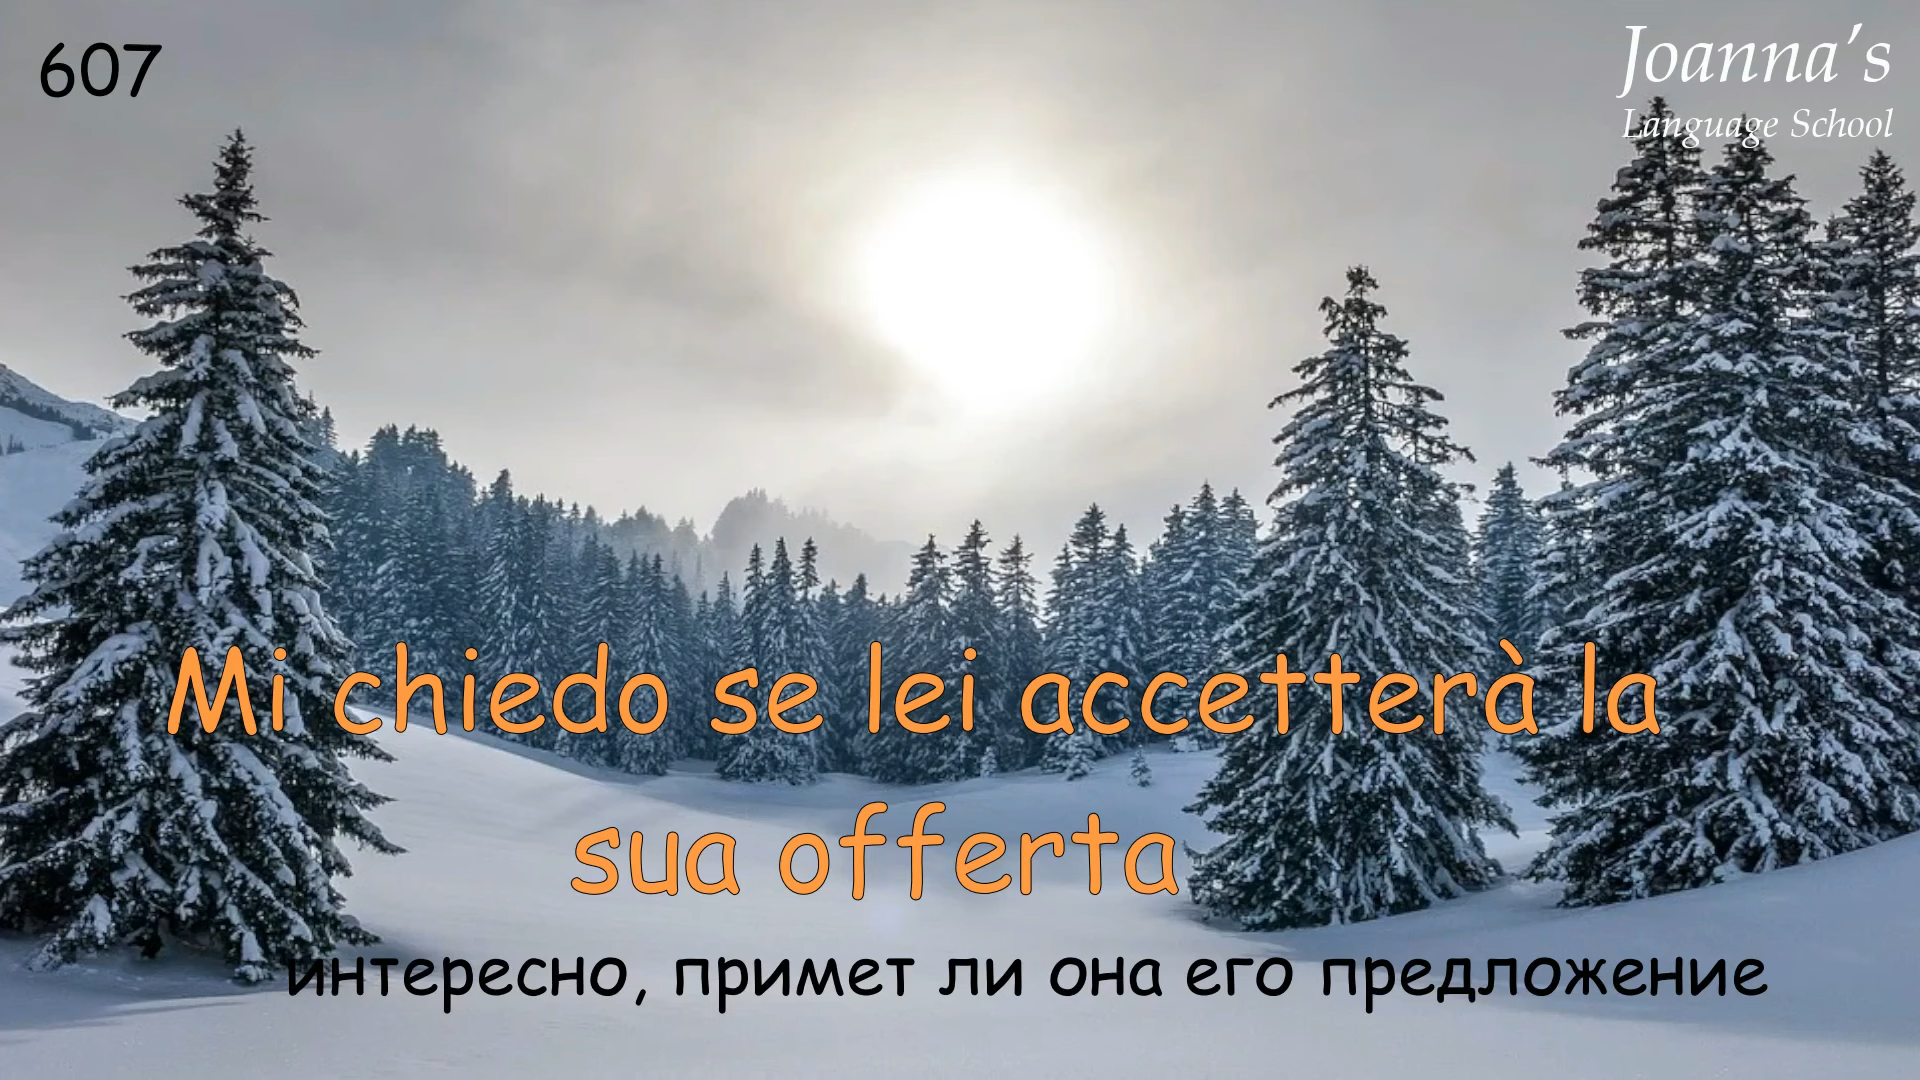 607
Joanna's
Language School
Mi chiedo se lei accetterà la
sua offerta
интересно, примет ли она его предложение